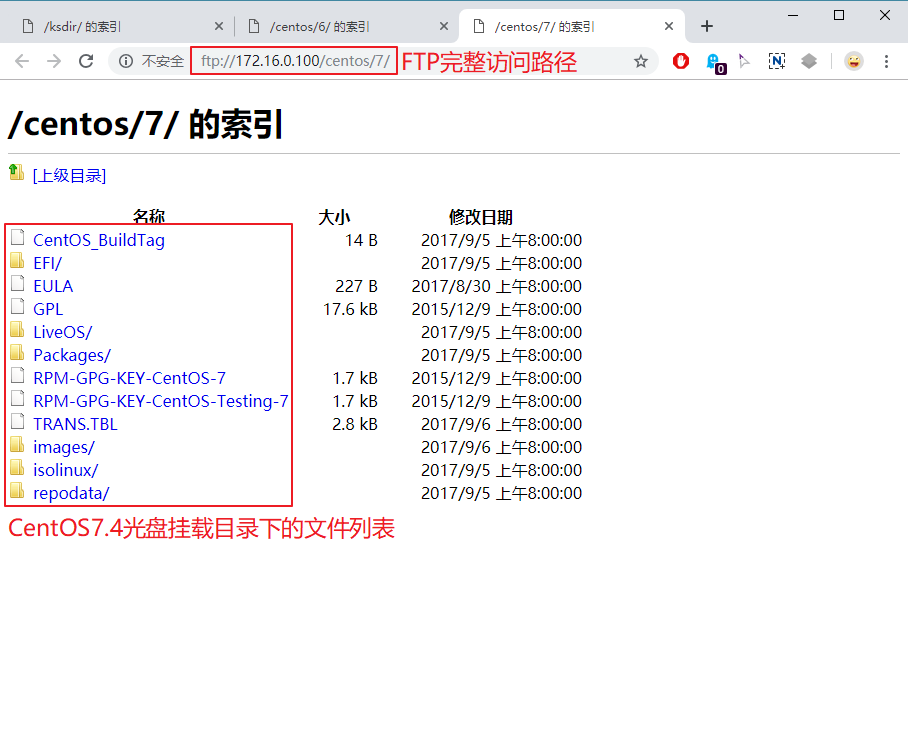 /ksdir/ 的索引
/centos/6/ 的索引
/centos/7/ 的索引
不安全
ftp://172.16.0.100/centos/7/
FTP完整访问路径
0
N
/centos/7/ 的索引
[上级目录]
名称 大小 修改日期
CentOS_BuildTag 14 B 2017/9/5 上午8:00:00
EFI/ 2017/9/5 上午8:00:00
EULA 227 B 2017/8/30 上午8:00:00
GPL 17.6 kB 2015/12/9 上午8:00:00
LiveOS/ 2017/9/5 上午8:00:00
Packages/ 2017/9/5 上午8:00:00
RPM-GPG-KEY-CentOS-7 1.7 kB 2015/12/9 上午8:00:00
RPM-GPG-KEY-CentOS-Testing-7 1.7 kB 2015/12/9 上午8:00:00
TRANS.TBL 2.8 kB 2017/9/6 上午8:00:00
images/ 2017/9/6 上午8:00:00
isolinux/ 2017/9/5 上午8:00:00
repodata/ 2017/9/5 上午8:00:00
CentOS7.4光盘挂载目录下的文件列表